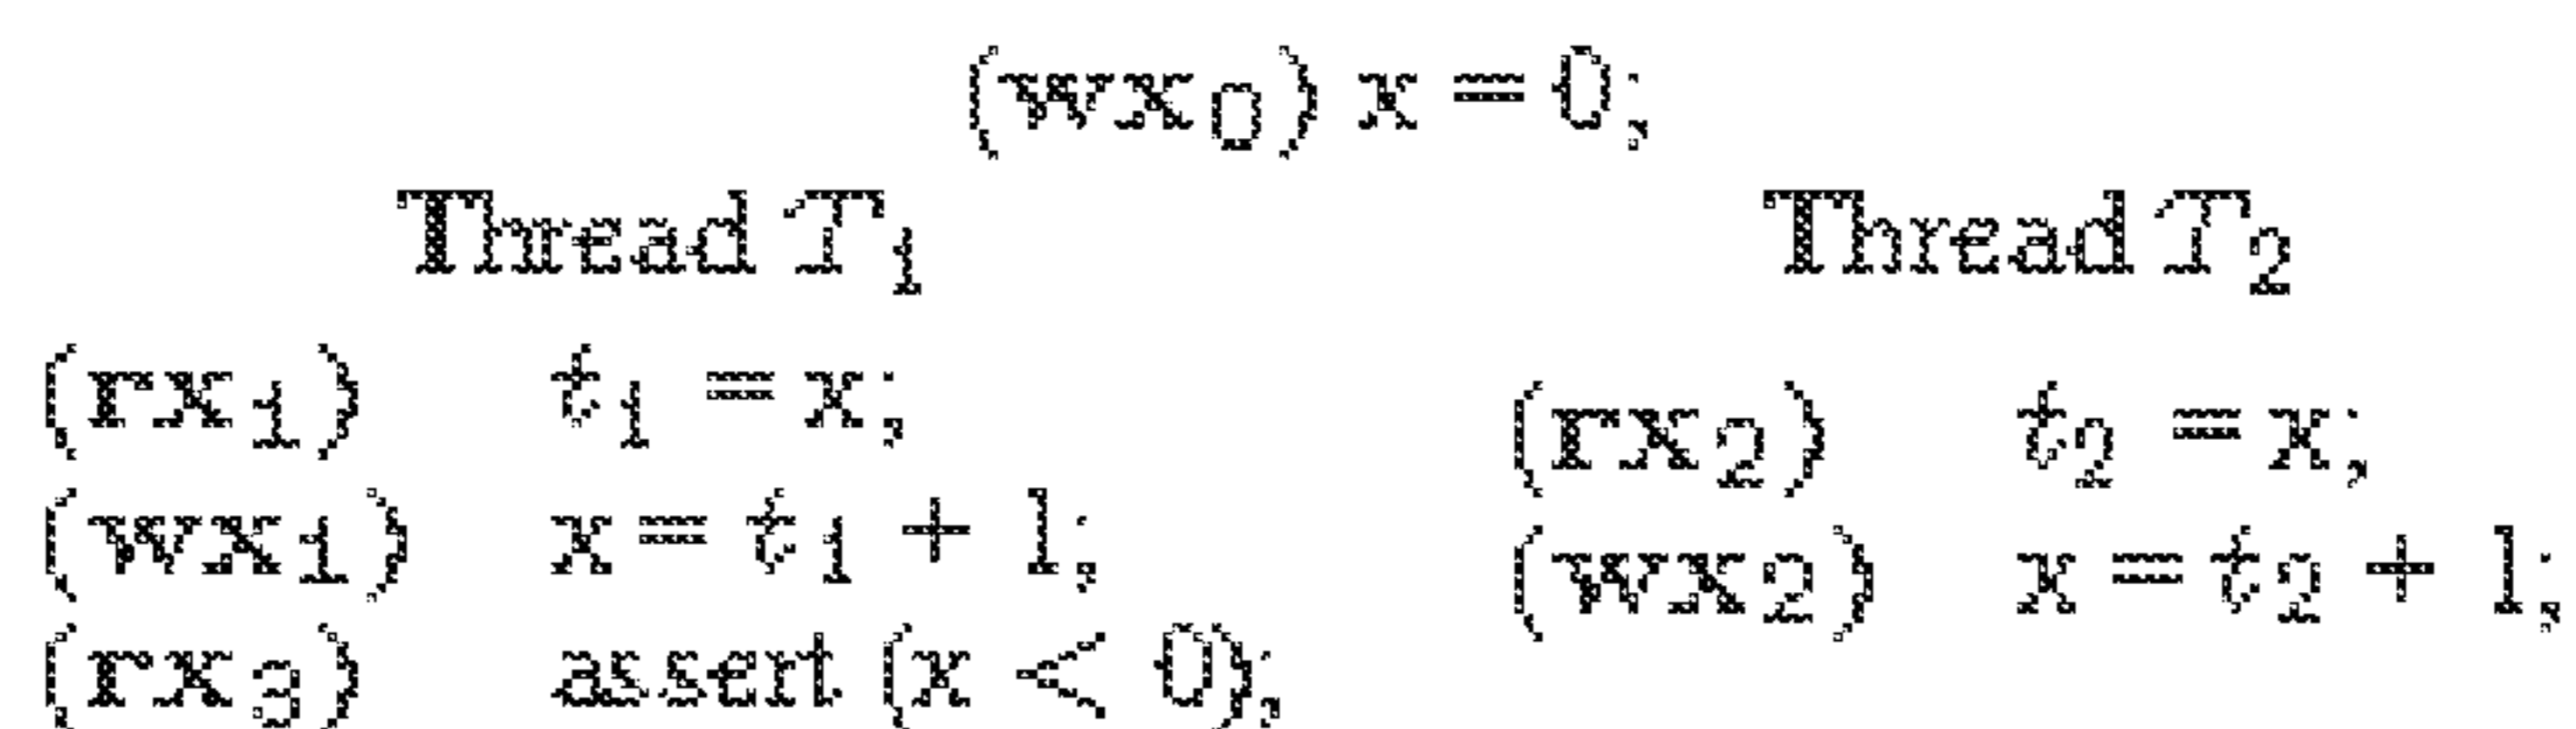 (wx₀) x = 0;
Thread T₁ Thread T₂
(rx₁) t₁ = x;
(rx₂) t₂ = x;
(wx₁) x = t₁ + 1;
(wx₂) x = t₂ + 1;
(rx₃) assert (x < 0);